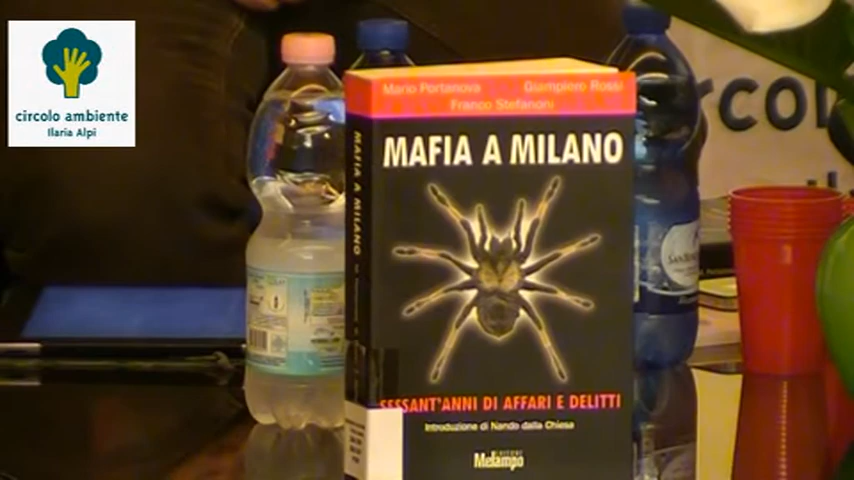 circolo ambiente
Ilaria Alpi
Mario Portanova Giampiero Rossi
Franco Stefanoni
MAFIA A MILANO
SESSANT'ANNI DI AFFARI E DELITTI
Introduzione di Nando dalla Chiesa
Melampo
EDITORE
MAFIA A MILANO